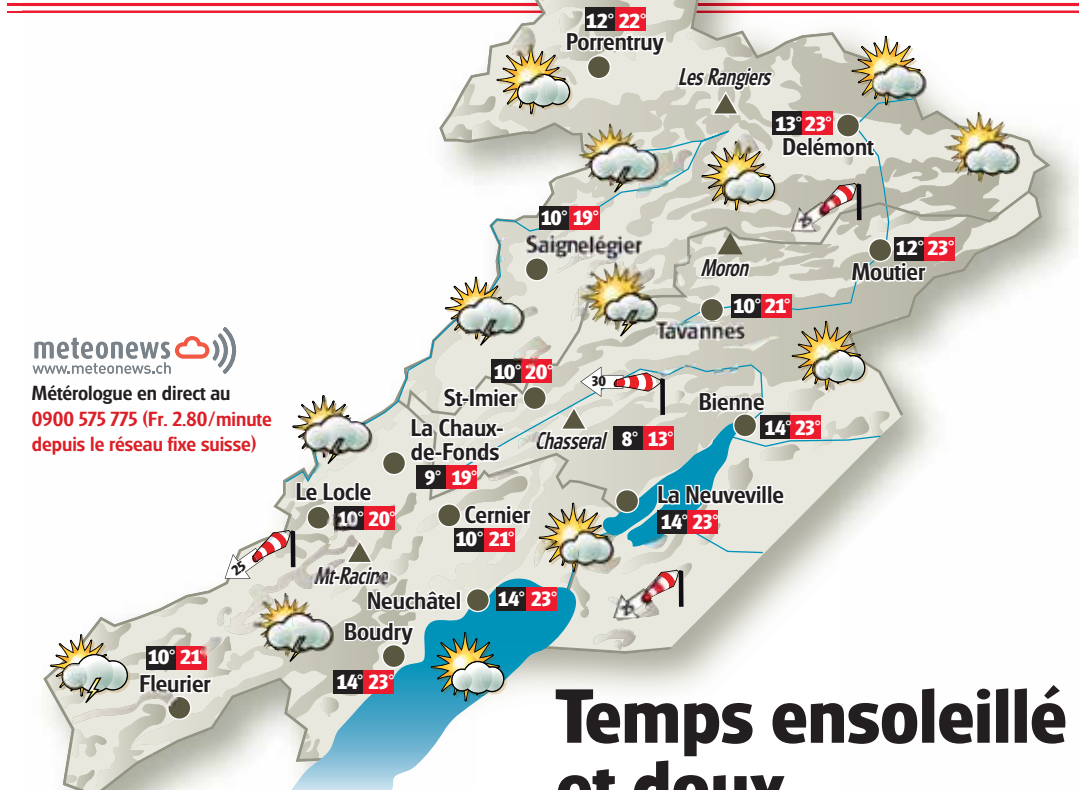 12° 22°
Porrentruy
Les Rangiers
13° 23°
Delémont
10° 19°
Saignelégier
Moron
12° 23°
Moutier
10° 21°
Tavannes
meteonews
www.meteonews.ch
Météorologue en direct au
0900 575 775 (Fr. 2.80/minute
depuis le réseau fixe suisse)
10° 20°
St-Imier
30
Chasseral 8° 13°
Bienne
14° 23°
La Chaux-
de-Fonds
9° 19°
Le Locle
10° 20°
Cernier
10° 21°
La Neuveville
14° 23°
25
Mt-Racine
Neuchâtel 14° 23°
Boudry
14° 23°
10° 21°
Fleurier
Temps ensoleillé
et doux